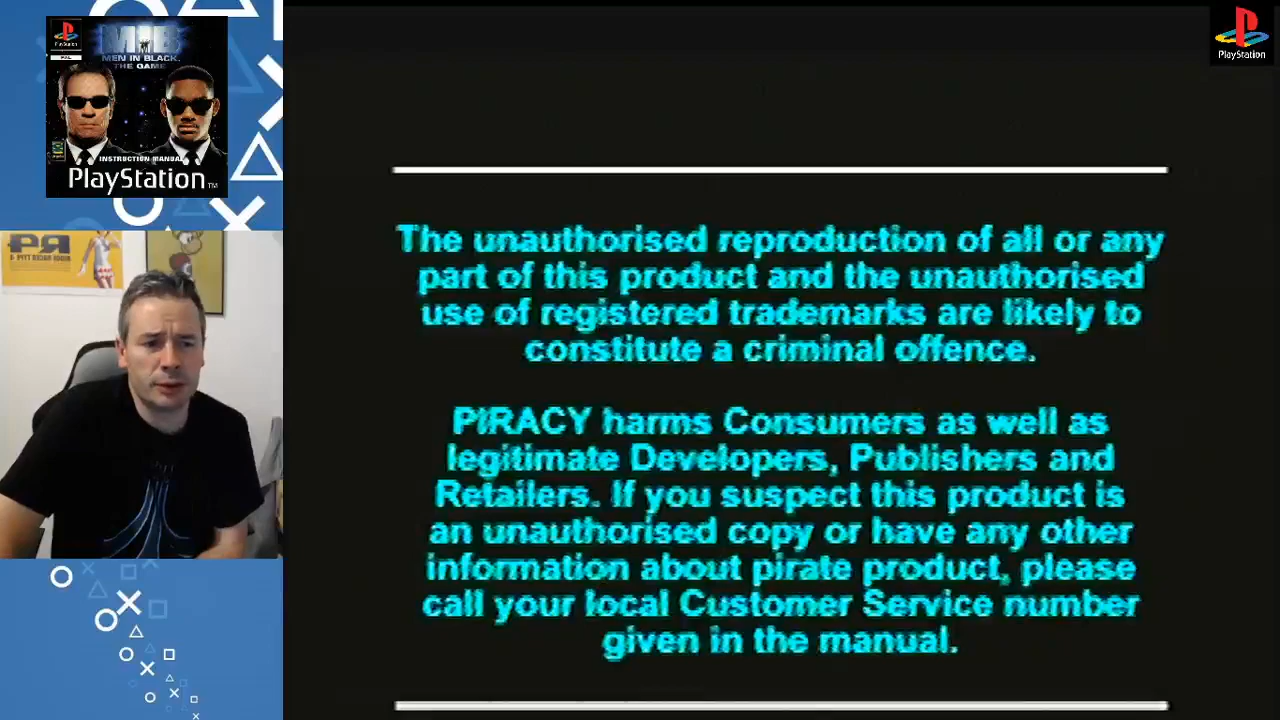 PlayStation
PAL
MIB
MEN IN BLACK
THE GAME
INSTRUCTION MANUAL
PlayStation™
PlayStation
The unauthorised reproduction of all or any
part of this product and the unauthorised
use of registered trademarks are likely to
constitute a criminal offence.
PIRACY harms Consumers as well as
legitimate Developers, Publishers and
Retailers. If you suspect this product is
an unauthorised copy or have any other
information about pirate product, please
call your local Customer Service number
given in the manual.